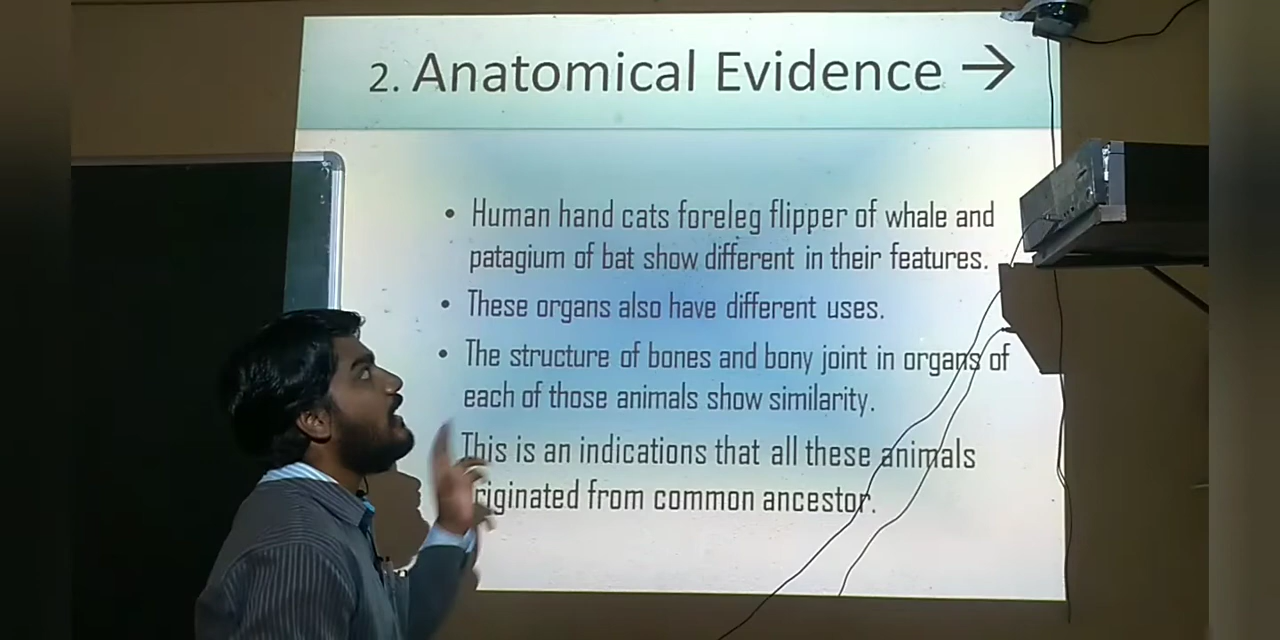 2. Anatomical Evidence →
• Human hand cats foreleg flipper of whale and
patagium of bat show different in their features.
• These organs also have different uses.
• The structure of bones and bony joint in organs of
each of those animals show similarity.
This is an indications that all these animals
riginated from common ancestor.